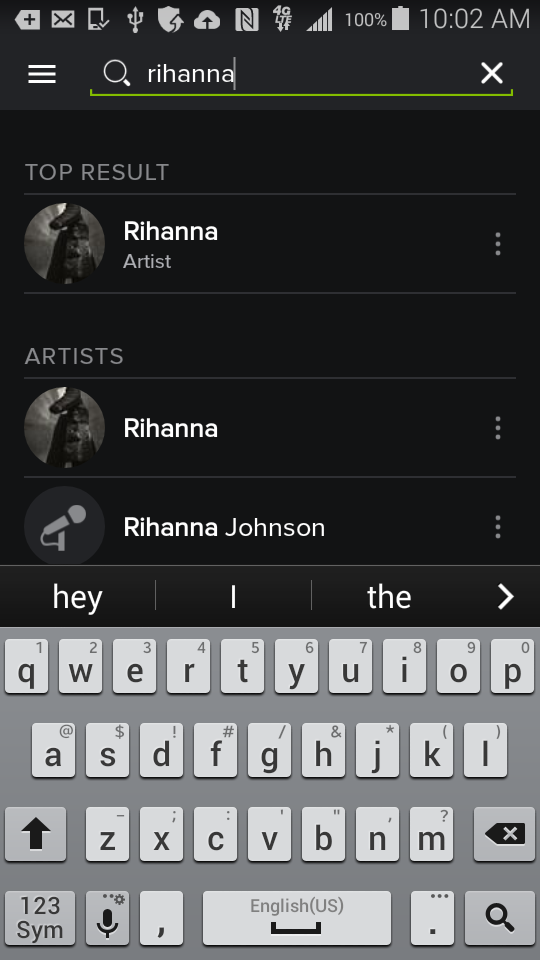 4G LTE 100% 10:02 AM
rihanna
TOP RESULT
Rihanna
Artist
ARTISTS
Rihanna
Rihanna Johnson
hey I the
1 2 3 4 5 6 7 8 9 0
q w e r t y u i o p
@ $ ! # / & * ( )
a s d f g h j k l
- ; : ' " , ?
z x c v b n m
123 English(US)
Sym , .